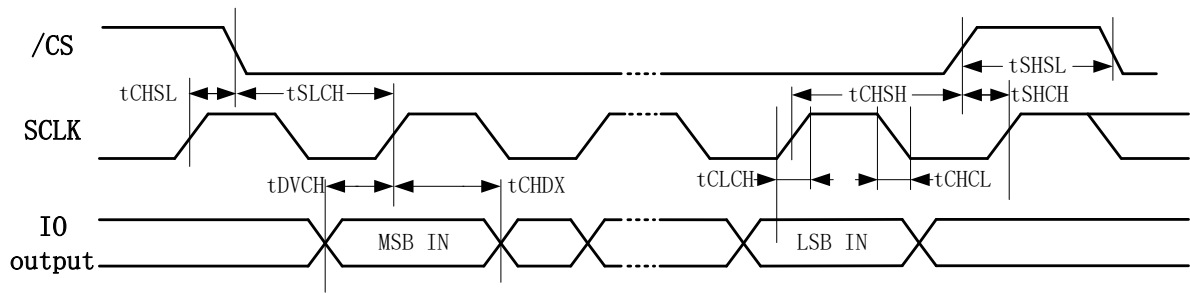 /CS
tSHSL
tCHSL
tSLCH
tCHSH
tSHCH
SCLK
tDVCH
tCHDX
tCLCH
tCHCL
IO
output
MSB IN
LSB IN